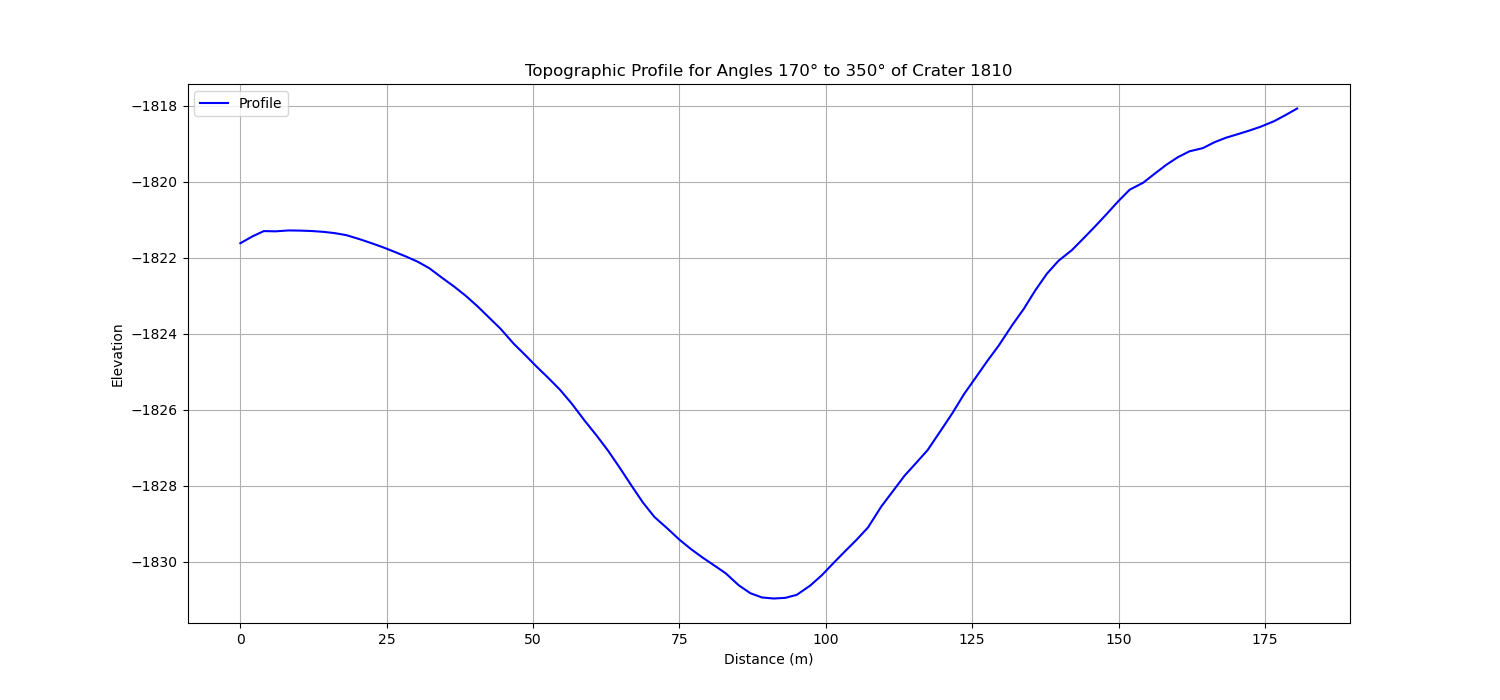 Topographic Profile for Angles 170° to 350° of Crater 1810
Profile
−1818
−1820
−1822
−1824
−1826
−1828
−1830
Elevation
0 25 50 75 100 125 150 175
Distance (m)